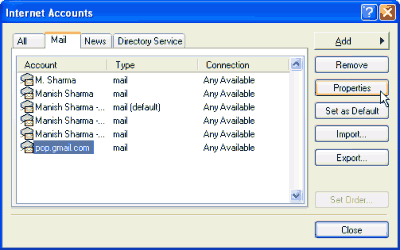 Internet Accounts
All Mail News Directory Service
Add
Remove
Properties
Set as Default
Import...
Export...
Set Order...
Close
Account Type Connection
M. Sharma mail Any Available
Manish Sharma mail Any Available
Manish Sharma -... mail (default) Any Available
Manish Sharma -... mail Any Available
Manish Sharma -... mail Any Available
pop.gmail.com mail Any Available